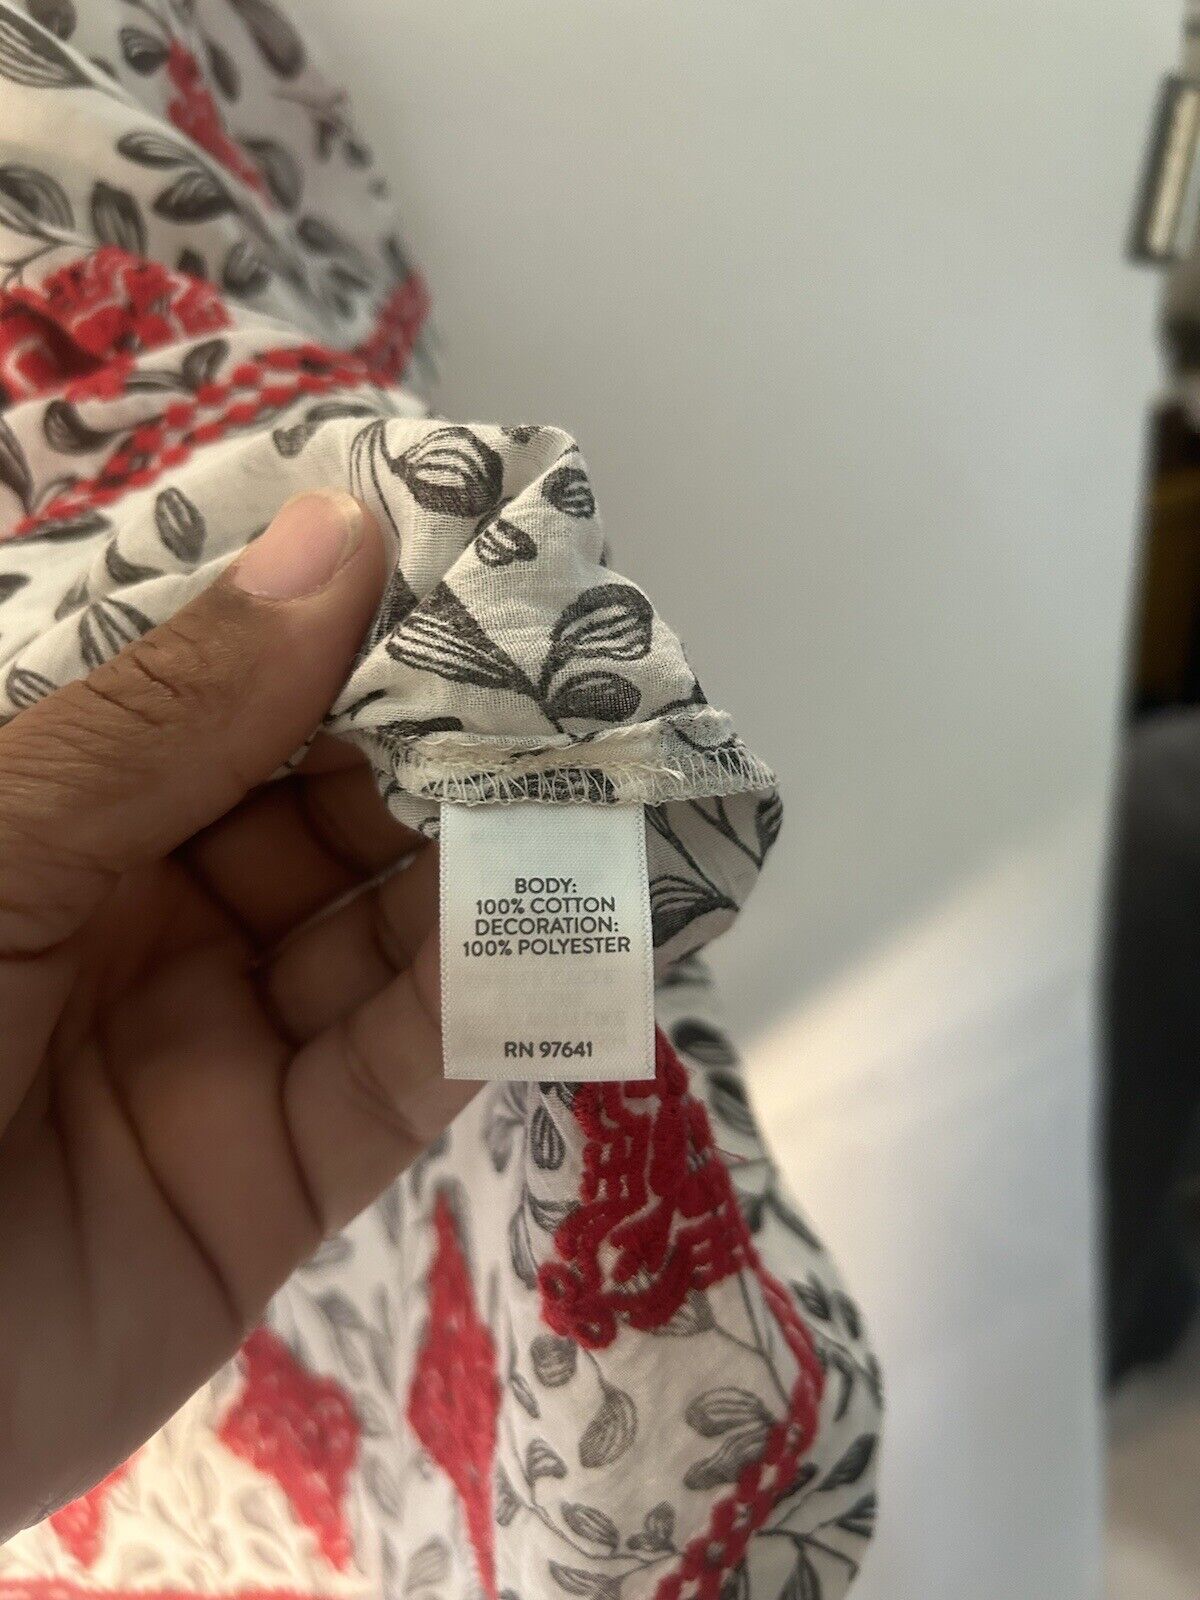 BODY:
100% COTTON
DECORATION:
100% POLYESTER
RN 97641